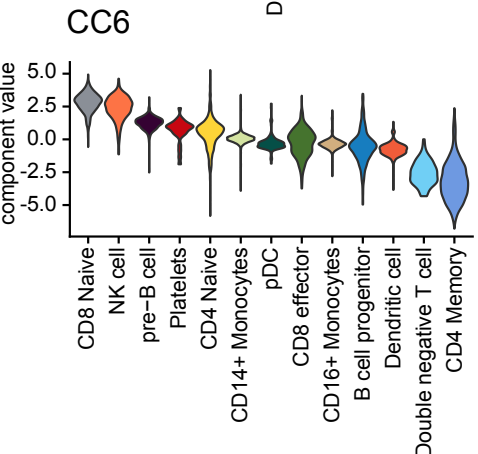 D
CC6
component value
5.0
2.5
0.0
-2.5
-5.0
CD8 Naive
NK cell
pre−B cell
Platelets
CD4 Naive
CD14+ Monocytes
pDC
CD8 effector
CD16+ Monocytes
B cell progenitor
Dendritic cell
Double negative T cell
CD4 Memory